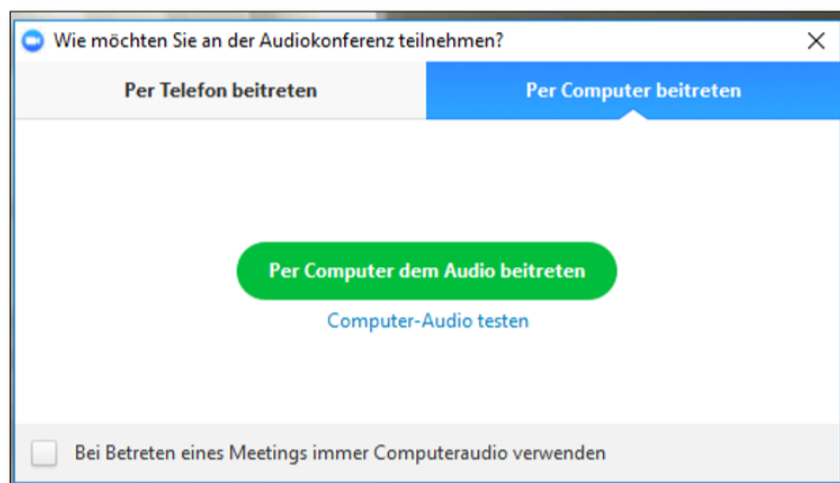 Wie möchten Sie an der Audiokonferenz teilnehmen?
Per Telefon beitreten
Per Computer beitreten
Per Computer dem Audio beitreten
Computer-Audio testen
Bei Betreten eines Meetings immer Computeraudio verwenden